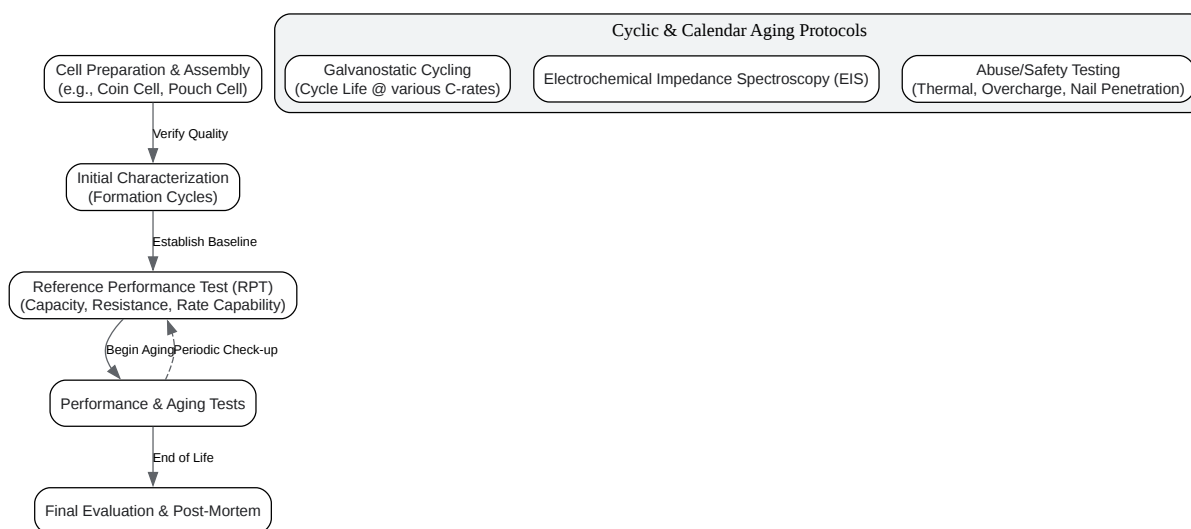 Cyclic & Calendar Aging Protocols
Cell Preparation & Assembly
(e.g., Coin Cell, Pouch Cell)
Galvanostatic Cycling
(Cycle Life @ various C-rates)
Electrochemical Impedance Spectroscopy (EIS)
Abuse/Safety Testing
(Thermal, Overcharge, Nail Penetration)
Verify Quality
Initial Characterization
(Formation Cycles)
Establish Baseline
Reference Performance Test (RPT)
(Capacity, Resistance, Rate Capability)
Begin Aging
Periodic Check-up
Performance & Aging Tests
End of Life
Final Evaluation & Post-Mortem